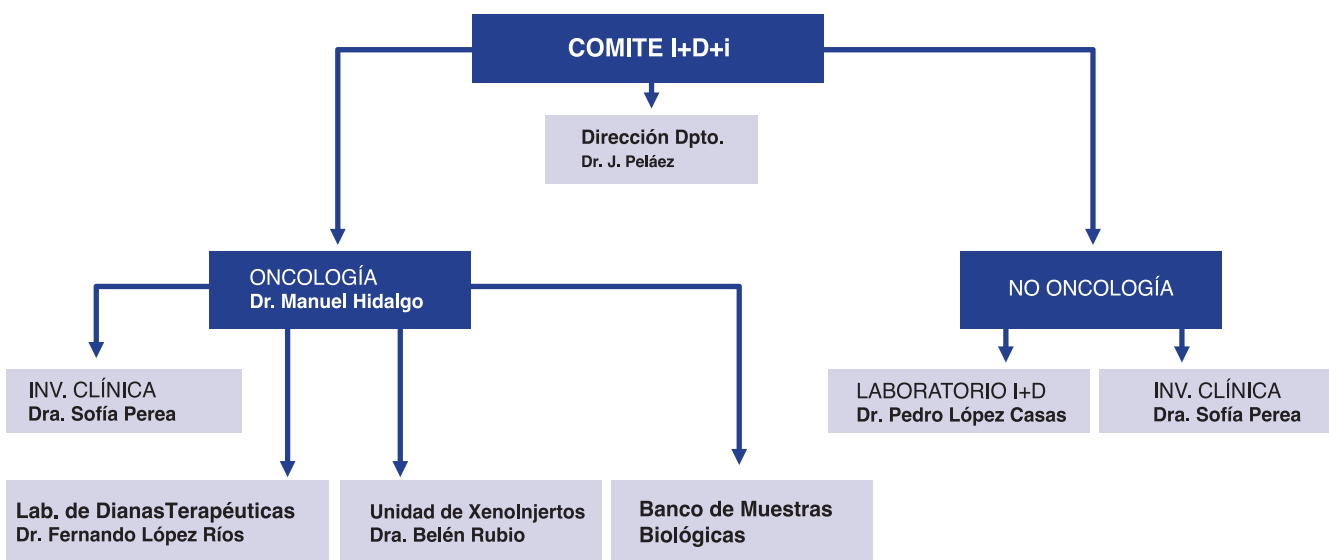 COMITE I+D+i
Dirección Dpto.
Dr. J. Peláez
ONCOLOGÍA
Dr. Manuel Hidalgo
NO ONCOLOGÍA
INV. CLÍNICA
Dra. Sofía Perea
LABORATORIO I+D
Dr. Pedro López Casas
INV. CLÍNICA
Dra. Sofía Perea
Lab. de DianasTerapéuticas
Dr. Fernando López Ríos
Unidad de XenoInjertos
Dra. Belén Rubio
Banco de Muestras
Biológicas